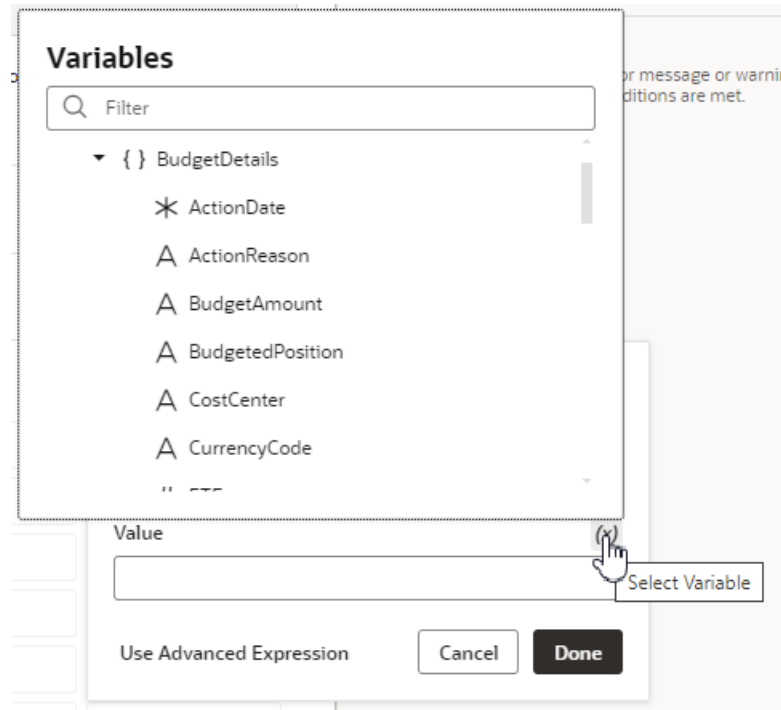 Variables
or message or warni
ditions are met.
Filter
{ } BudgetDetails
ActionDate
A ActionReason
A BudgetAmount
A BudgetedPosition
A CostCenter
A CurrencyCode
Value
(x)
Select Variable
Use Advanced Expression
Cancel
Done